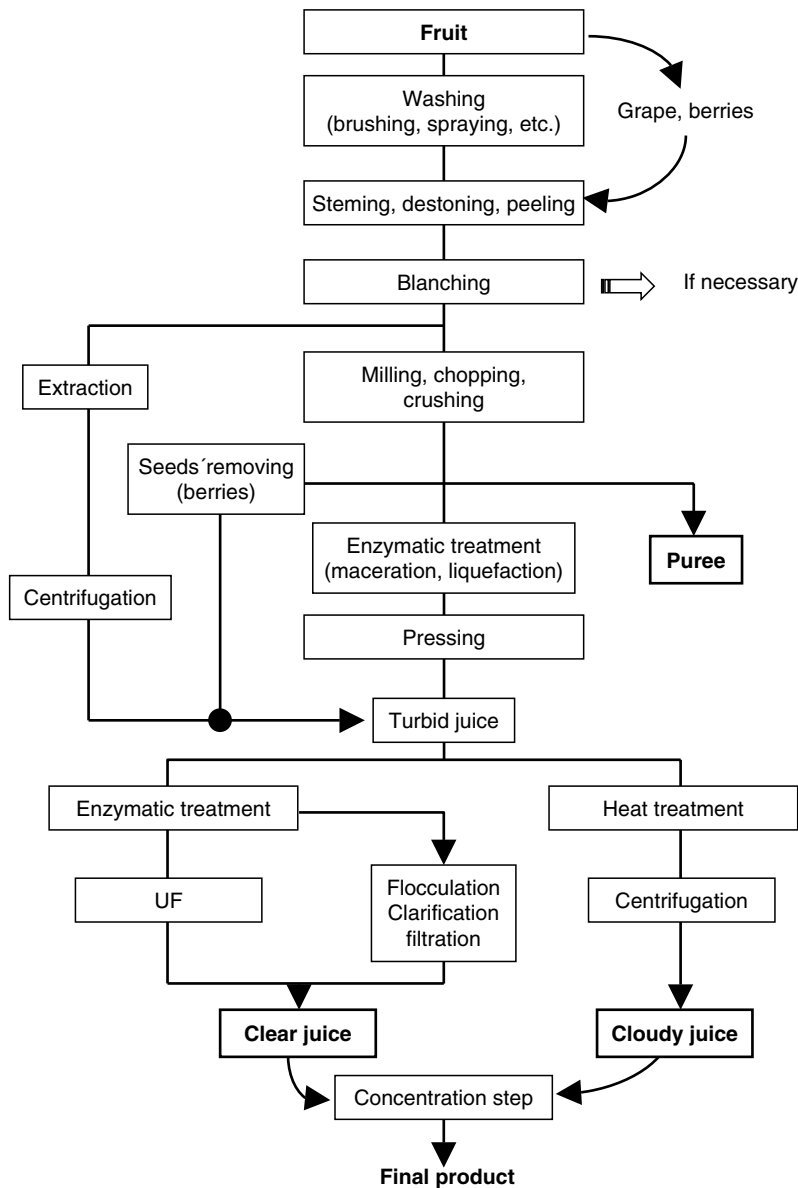 Fruit
Washing
(brushing, spraying, etc.)
Grape, berries
Steming, destoning, peeling
Blanching
If necessary
Extraction
Milling, chopping,
crushing
Seeds´removing
(berries)
Enzymatic treatment
(maceration, liquefaction)
Puree
Centrifugation
Pressing
Turbid juice
Enzymatic treatment
Heat treatment
UF
Flocculation
Clarification
filtration
Centrifugation
Clear juice
Cloudy juice
Concentration step
Final product